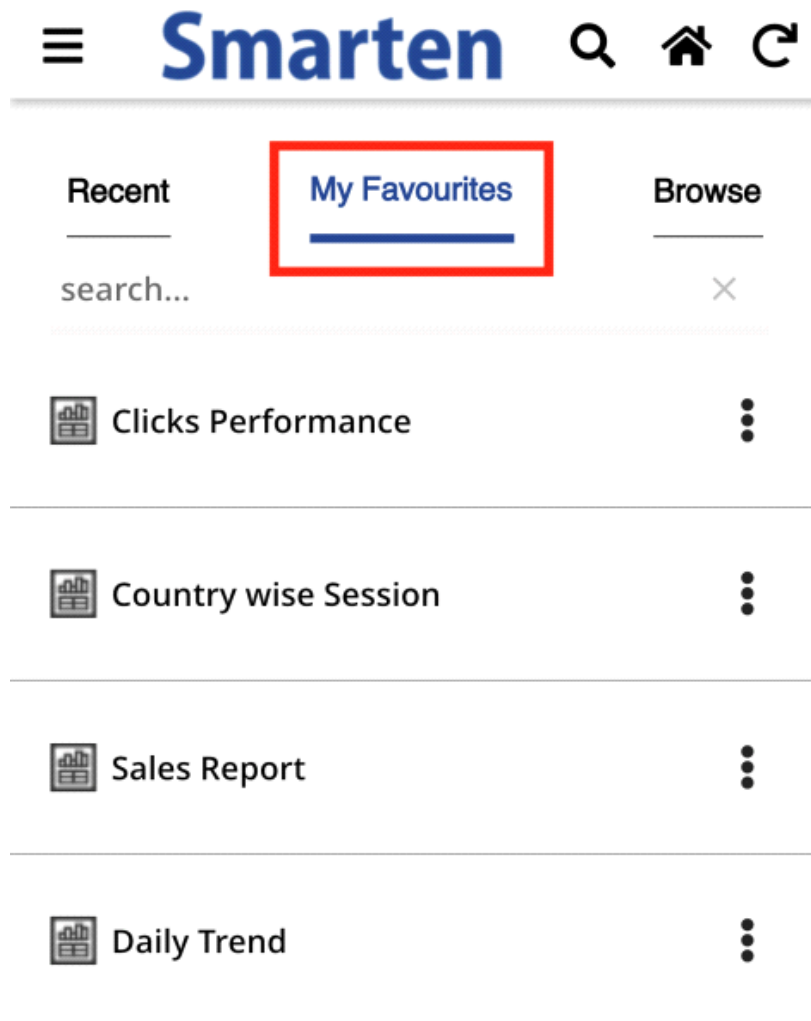 Smarten
Recent My Favourites Browse
search...
Clicks Performance
Country wise Session
Sales Report
Daily Trend